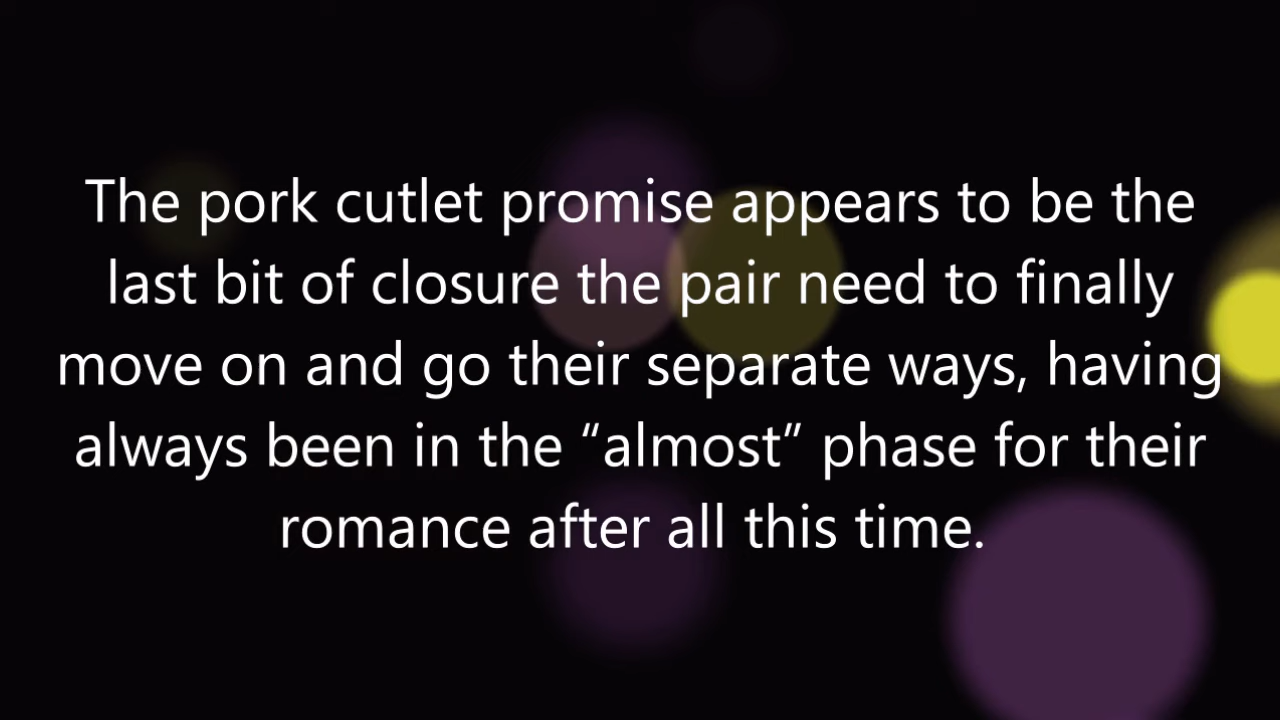 The pork cutlet promise appears to be the
last bit of closure the pair need to finally
move on and go their separate ways, having
always been in the “almost” phase for their
romance after all this time.